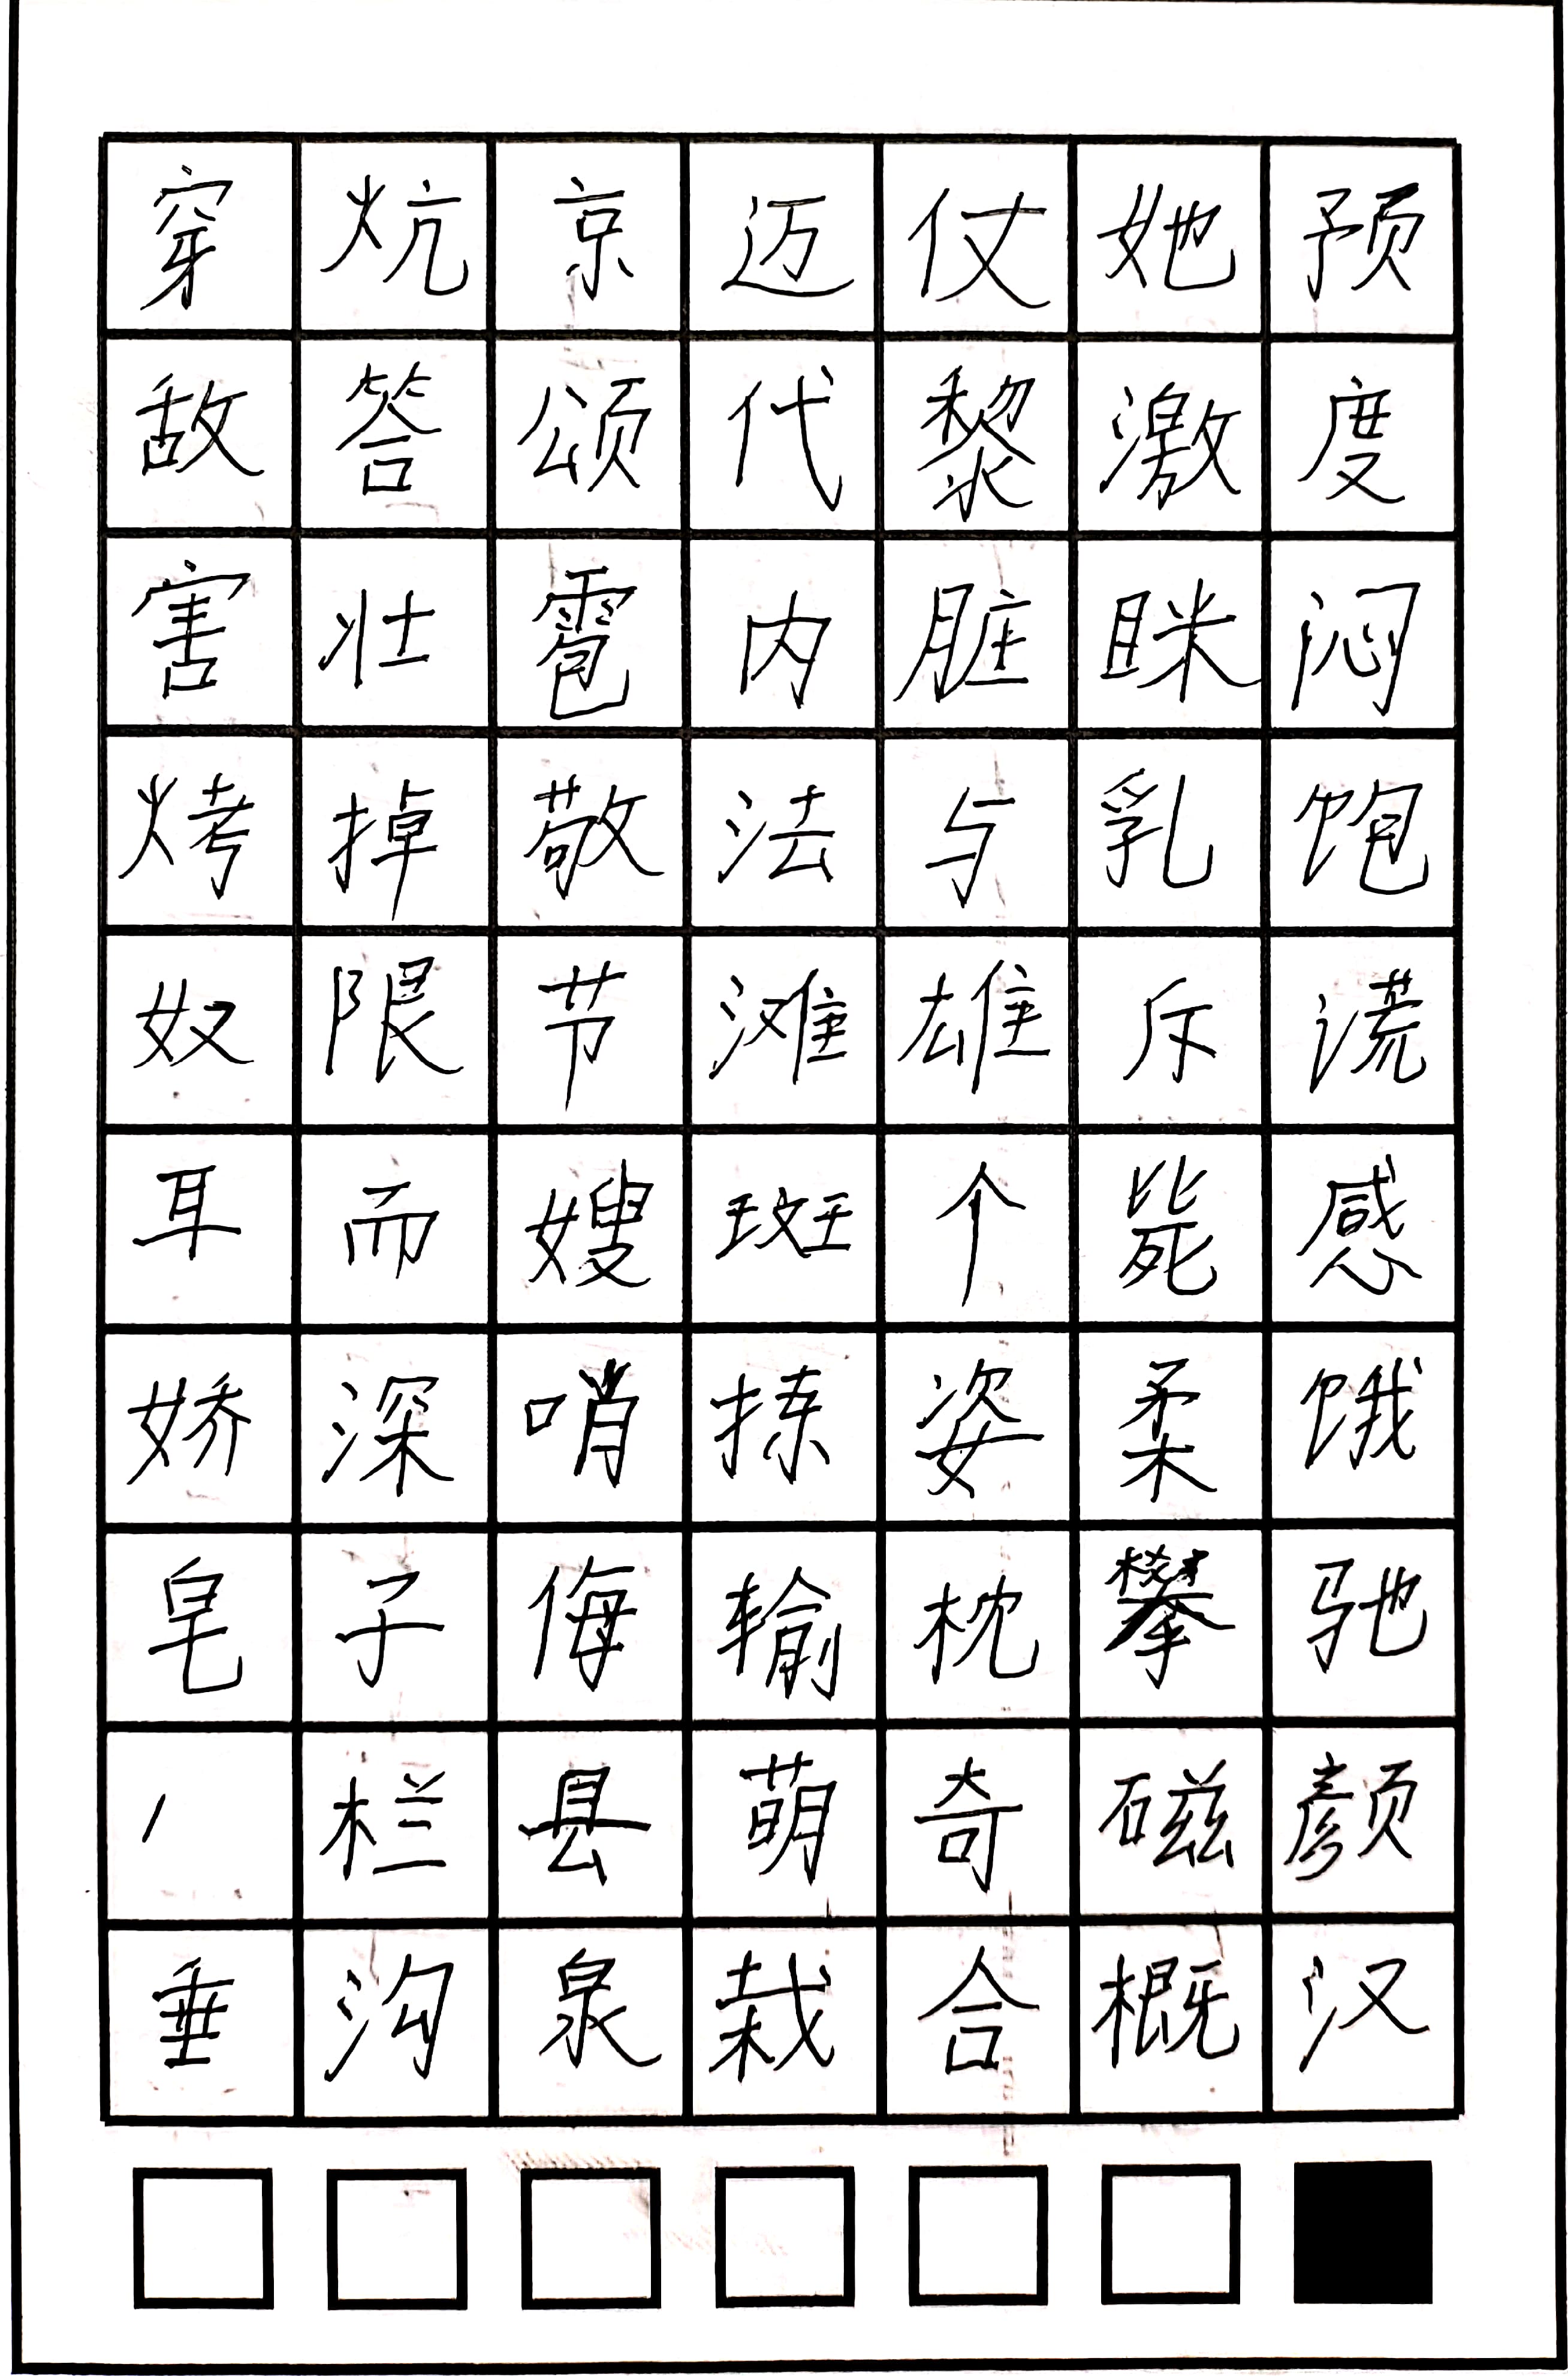 穿炕京迈仗她预
敌答颂代黎激度
害壮雹内脏眯闷
烤掉敬法与乳饱
奴限节滩雄斥谎
耳而嫂斑个毙感
娇深哨拣姿柔饿
皂子侮输枕攀驰
栏县萌奇磁颜
垂沟泉栽合概汉